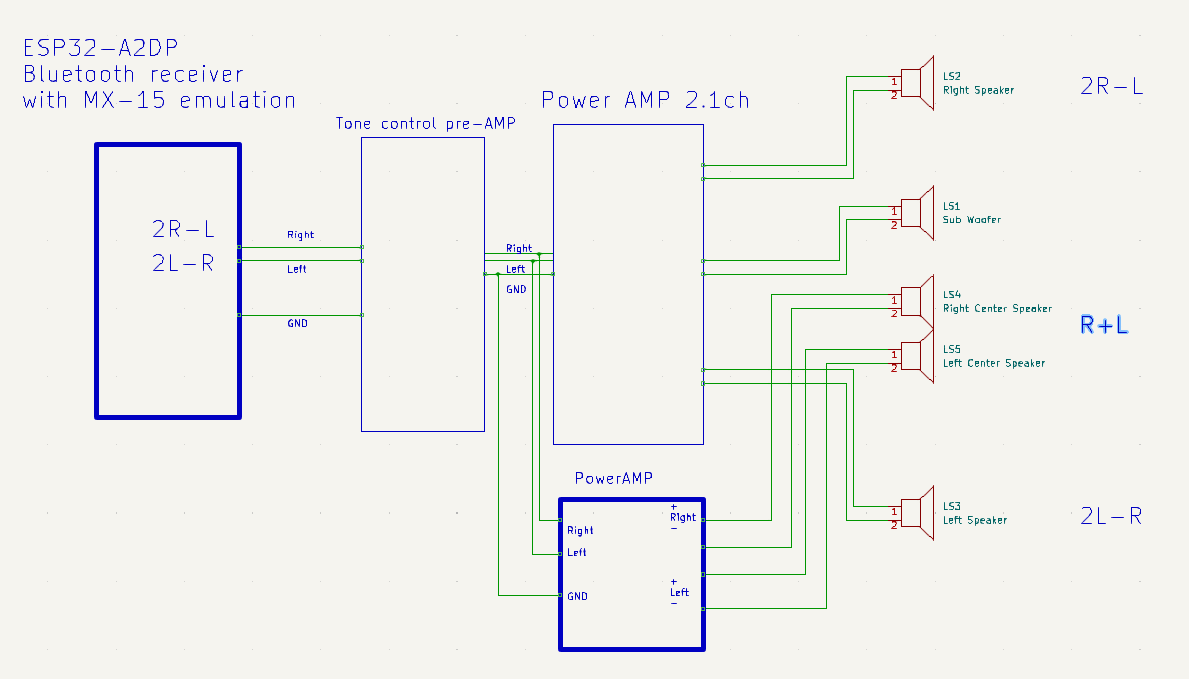 ESP32-A2DP
Bluetooth receiver
with MX-15 emulation
2R-L
2L-R
Right
Left
GND
Tone control pre-AMP
Right
Left
GND
Power AMP 2.1ch
PowerAMP
Right
Left
GND
+
Right
-
+
Left
-
1
2
LS2
Right Speaker
2R-L
1
2
LS1
Sub Woofer
1
2
LS4
Right Center Speaker
R+L
1
2
LS5
Left Center Speaker
1
2
LS3
Left Speaker
2L-R